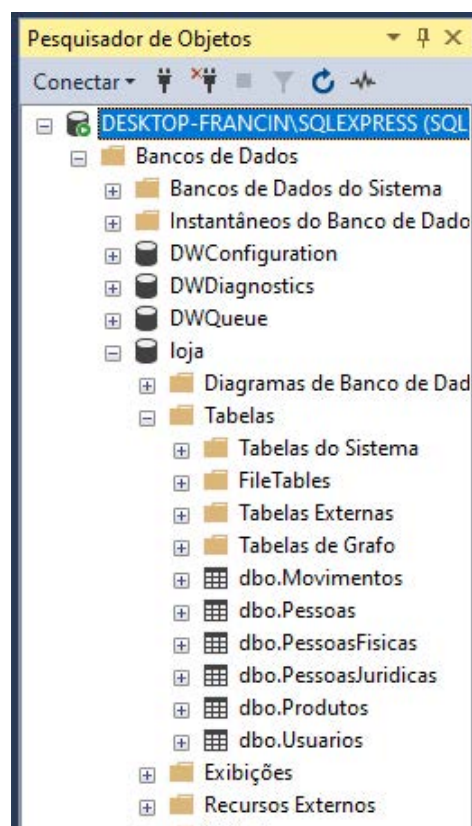 Pesquisador de Objetos
Conectar
DESKTOP-FRANCIN\SQLEXPRESS (SQL
Bancos de Dados
Bancos de Dados do Sistema
Instantâneos do Banco de Dado
DWConfiguration
DWDiagnostics
DWQueue
loja
Diagramas de Banco de Dad
Tabelas
Tabelas do Sistema
FileTables
Tabelas Externas
Tabelas de Grafo
dbo.Movimentos
dbo.Pessoas
dbo.PessoasFisicas
dbo.PessoasJuridicas
dbo.Produtos
dbo.Usuarios
Exibições
Recursos Externos